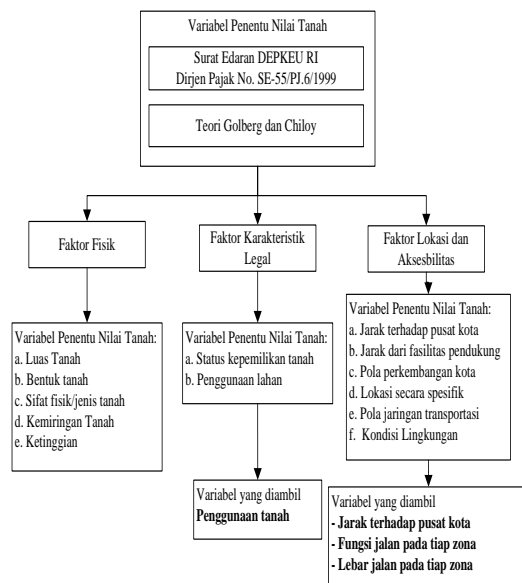 Variabel Penentu Nilai Tanah
Surat Edaran DEPKEU RI
Dirjen Pajak No. SE-55/PJ.6/1999
Teori Golberg dan Chiloy
Faktor Fisik
Faktor Karakteristik
Legal
Faktor Lokasi dan
Aksesbilitas
Variabel Penentu Nilai Tanah:
a. Luas Tanah
b. Bentuk tanah
c. Sifat fisik/jenis tanah
d. Kemiringan Tanah
e. Ketinggian
Variabel Penentu Nilai Tanah:
a. Status kepemilikan tanah
b. Penggunaan lahan
Variabel Penentu Nilai Tanah:
a. Jarak terhadap pusat kota
b. Jarak dari fasilitas pendukung
c. Pola perkembangan kota
d. Lokasi secara spesifik
e. Pola jaringan transportasi
f. Kondisi Lingkungan
Variabel yang diambil
Penggunaan tanah
Variabel yang diambil
- Jarak terhadap pusat kota
- Fungsi jalan pada tiap zona
- Lebar jalan pada tiap zona